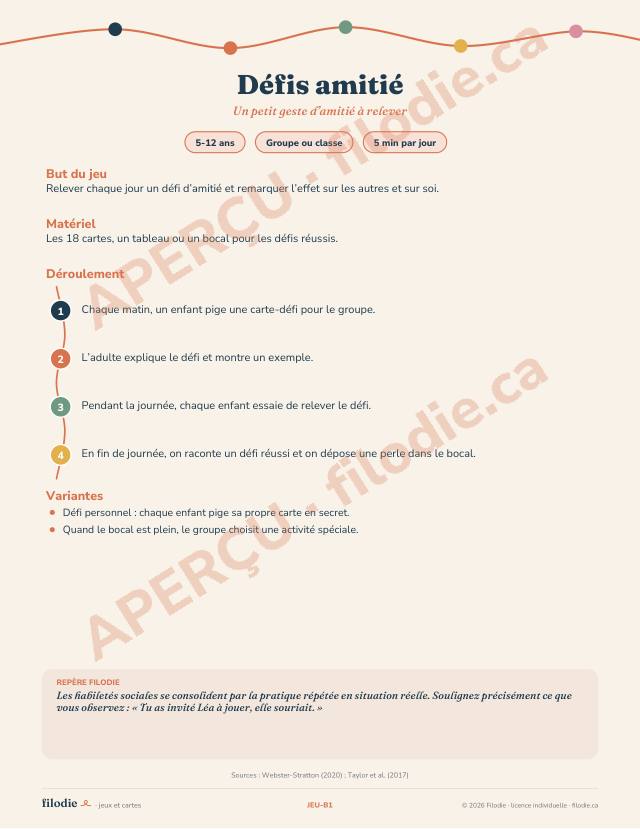 Défis amitié
Un petit geste d'amitié à relever
5-12 ans
Groupe ou classe
5 min par jour
But du jeu
Relever chaque jour un défi d'amitié et remarquer l'effet sur les autres et sur soi.
Matériel
Les 18 cartes, un tableau ou un bocal pour les défis réussis.
Déroulement
1 Chaque matin, un enfant pige une carte-défi pour le groupe.
2 L'adulte explique le défi et montre un exemple.
3 Pendant la journée, chaque enfant essaie de relever le défi.
4 En fin de journée, on raconte un défi réussi et on dépose une perle dans le bocal.
Variantes
Défi personnel : chaque enfant pige sa propre carte en secret.
Quand le bocal est plein, le groupe choisit une activité spéciale.
APERÇU · filodie.ca
APERÇU · filodie.ca
REPÈRE FILODIE
Les habiletés sociales se consolident par la pratique répétée en situation réelle. Soulignez précisément ce que
vous observez : « Tu as invité Léa à jouer, elle souriait. »
Sources : Webster-Stratton (2020) ; Taylor et al. (2017)
filodie · jeux et cartes
JEU-B1
© 2026 Filodie · licence individuelle · filodie.ca